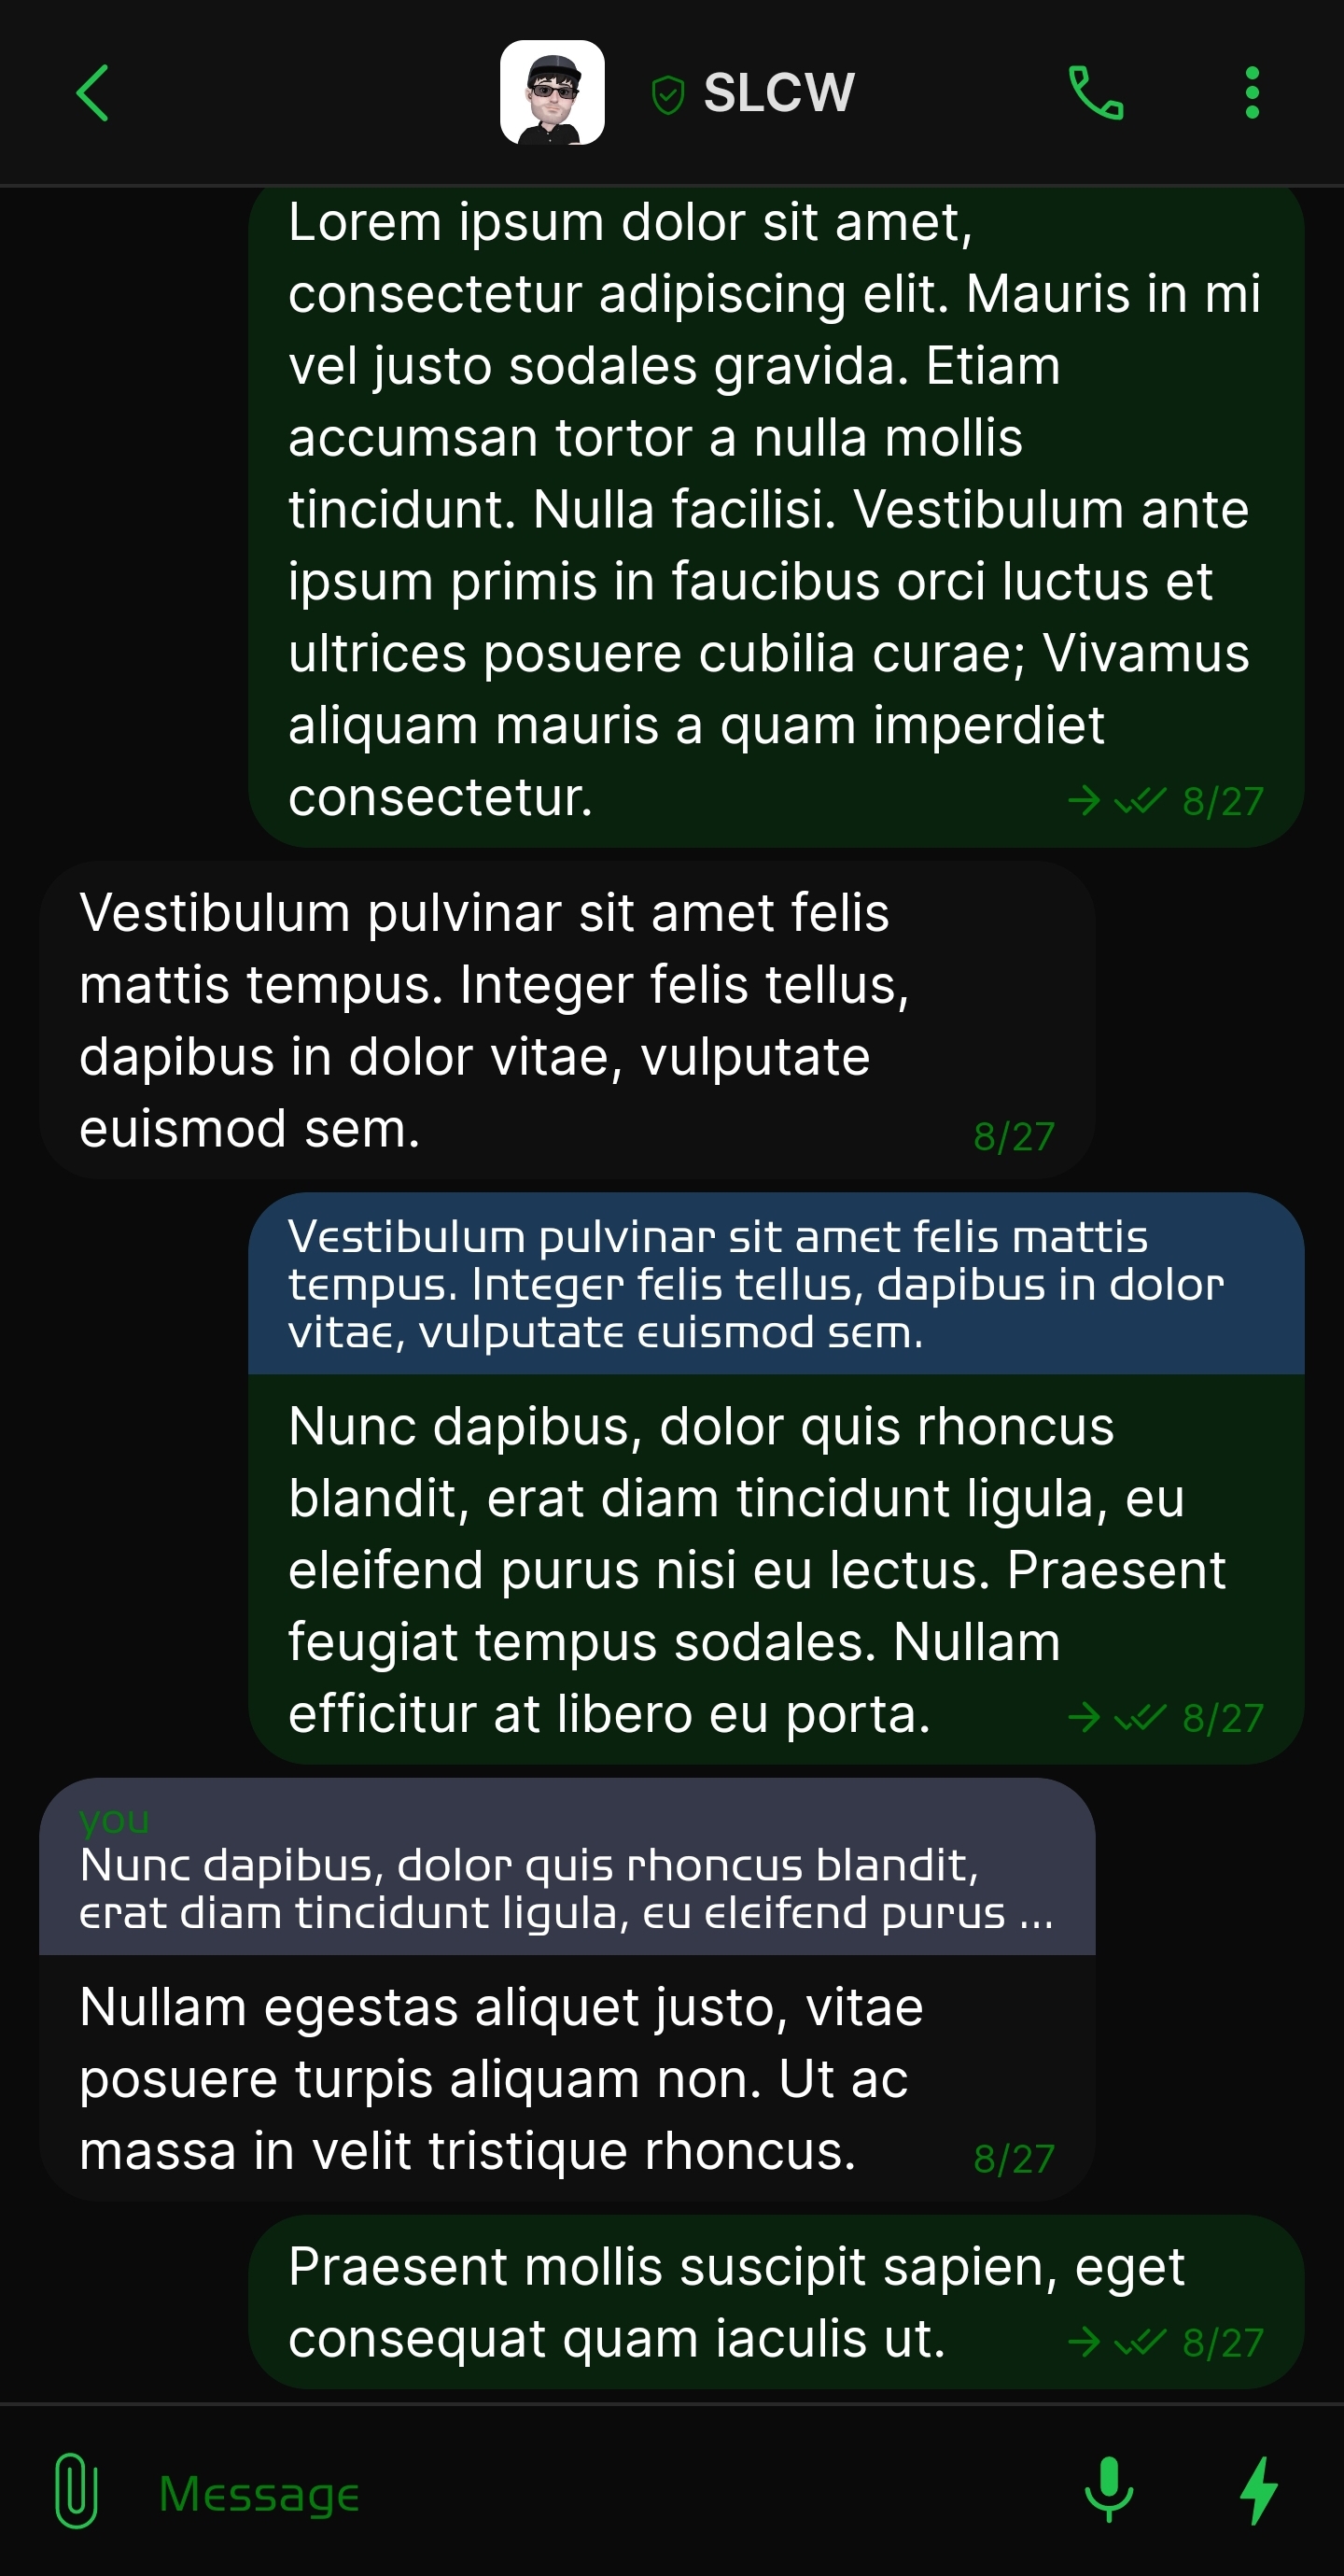 SLCW
Lorem ipsum dolor sit amet,
consectetur adipiscing elit. Mauris in mi
vel justo sodales gravida. Etiam
accumsan tortor a nulla mollis
tincidunt. Nulla facilisi. Vestibulum ante
ipsum primis in faucibus orci luctus et
ultrices posuere cubilia curae; Vivamus
aliquam mauris a quam imperdiet
consectetur.
8/27
Vestibulum pulvinar sit amet felis
mattis tempus. Integer felis tellus,
dapibus in dolor vitae, vulputate
euismod sem.
8/27
Vestibulum pulvinar sit amet felis mattis
tempus. Integer felis tellus, dapibus in dolor
vitae, vulputate euismod sem.
Nunc dapibus, dolor quis rhoncus
blandit, erat diam tincidunt ligula, eu
eleifend purus nisi eu lectus. Praesent
feugiat tempus sodales. Nullam
efficitur at libero eu porta.
8/27
you
Nunc dapibus, dolor quis rhoncus blandit,
erat diam tincidunt ligula, eu eleifend purus ...
Nullam egestas aliquet justo, vitae
posuere turpis aliquam non. Ut ac
massa in velit tristique rhoncus.
8/27
Praesent mollis suscipit sapien, eget
consequat quam iaculis ut.
8/27
Message